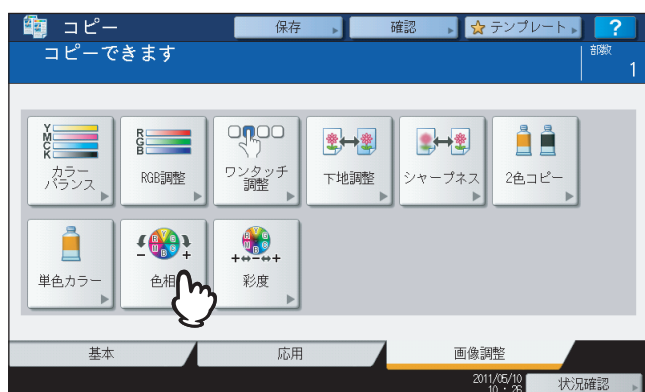 コピー
保存
確認
テンプレート
?
コピーできます
部数
1
Y
M
C
K
カラー
バランス
R
G
B
RGB調整
ワンタッチ
調整
下地調整
シャープネス
2色コピー
単色カラー
色相
彩度
基本
応用
画像調整
2011/05/10
10:26
状況確認